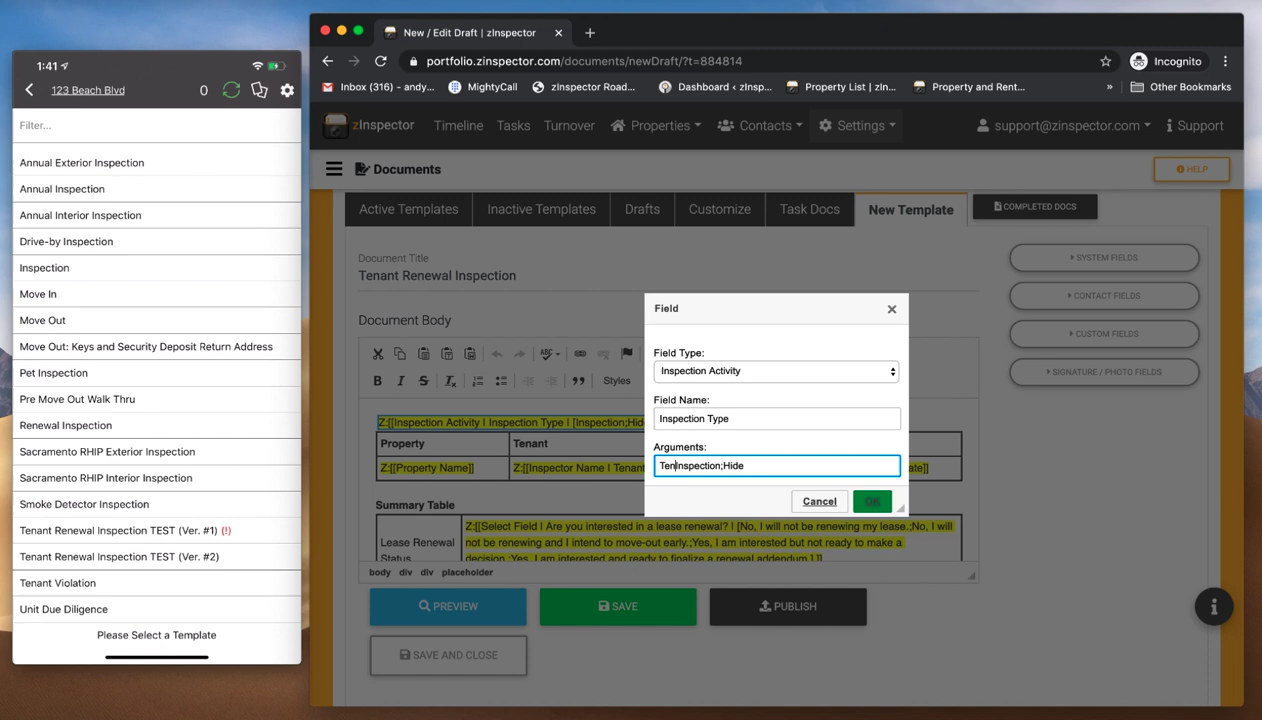 1:41
123 Beach Blvd
0
Filter...
Annual Exterior Inspection
Annual Inspection
Annual Interior Inspection
Drive-by Inspection
Inspection
Move In
Move Out
Move Out: Keys and Security Deposit Return Address
Pet Inspection
Pre Move Out Walk Thru
Renewal Inspection
Sacramento RHIP Exterior Inspection
Sacramento RHIP Interior Inspection
Smoke Detector Inspection
Tenant Renewal Inspection TEST (Ver. #1) (!)
Tenant Renewal Inspection TEST (Ver. #2)
Tenant Violation
Unit Due Diligence
Please Select a Template
New / Edit Draft | zInspector
portfolio.zinspector.com/documents/newDraft/?t=884814
Incognito
Inbox (316) - andy...
MightyCall
zInspector Road...
Dashboard < zInsp...
Property List | zIn...
Property and Rent...
»
Other Bookmarks
zInspector
Timeline
Tasks
Turnover
Properties
Contacts
Settings
support@zinspector.com
Support
Documents
HELP
Active Templates
Inactive Templates
Drafts
Customize
Task Docs
New Template
COMPLETED DOCS
Document Title
Tenant Renewal Inspection
SYSTEM FIELDS
CONTACT FIELDS
CUSTOM FIELDS
SIGNATURE / PHOTO FIELDS
Document Body
ABC
B I S Tx
Styles
Z:[[Inspection Activity | Inspection Type | [Inspection;Hid
Property
Tenant
Z:[[Property Name]]
Z:[[Inspector Name | Tenant
ate]]
Summary Table
Lease Renewal Status
Z:[[Select Field | Are you interested in a lease renewal? | [No, I will not be renewing my lease.;No, I will
not be renewing and I intend to move-out early.;Yes, I am interested but not ready to make a
decision.;Yes, I am interested and ready to finalize a renewal addendum.] ]]
body div div placeholder
PREVIEW
SAVE
PUBLISH
SAVE AND CLOSE
Field
Field Type:
Inspection Activity
Field Name:
Inspection Type
Arguments:
TenInspection;Hide
Cancel
OK